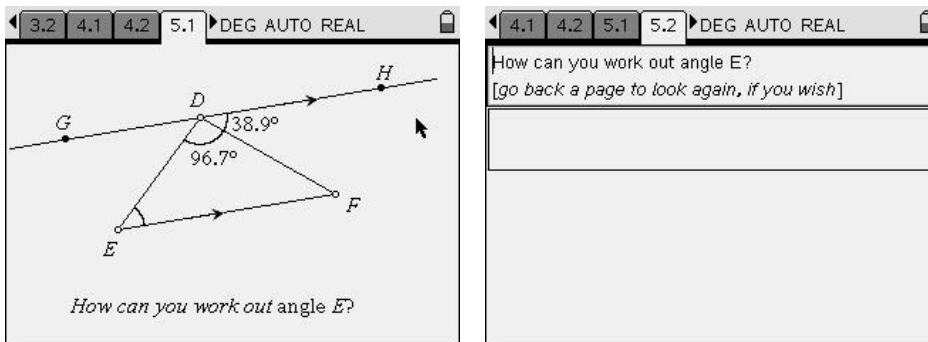 3.2 4.1 4.2 5.1 DEG AUTO REAL
H
D
G
38.9°
96.7°
F
E
How can you work out angle E?
4.1 4.2 5.1 5.2 DEG AUTO REAL
How can you work out angle E?
[go back a page to look again, if you wish]